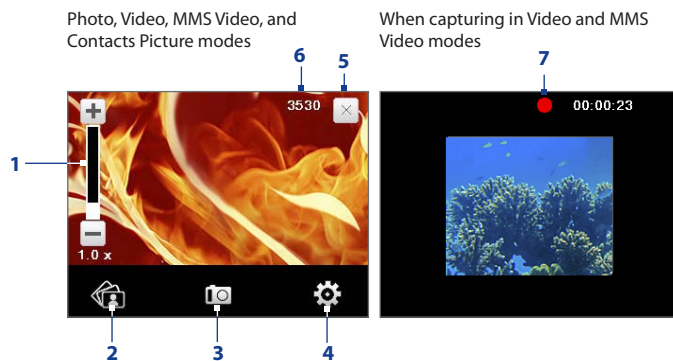 Photo, Video, MMS Video, and
Contacts Picture modes
6
5
3530
1
1.0 x
2
3
4
When capturing in Video and MMS
Video modes
7
00:00:23